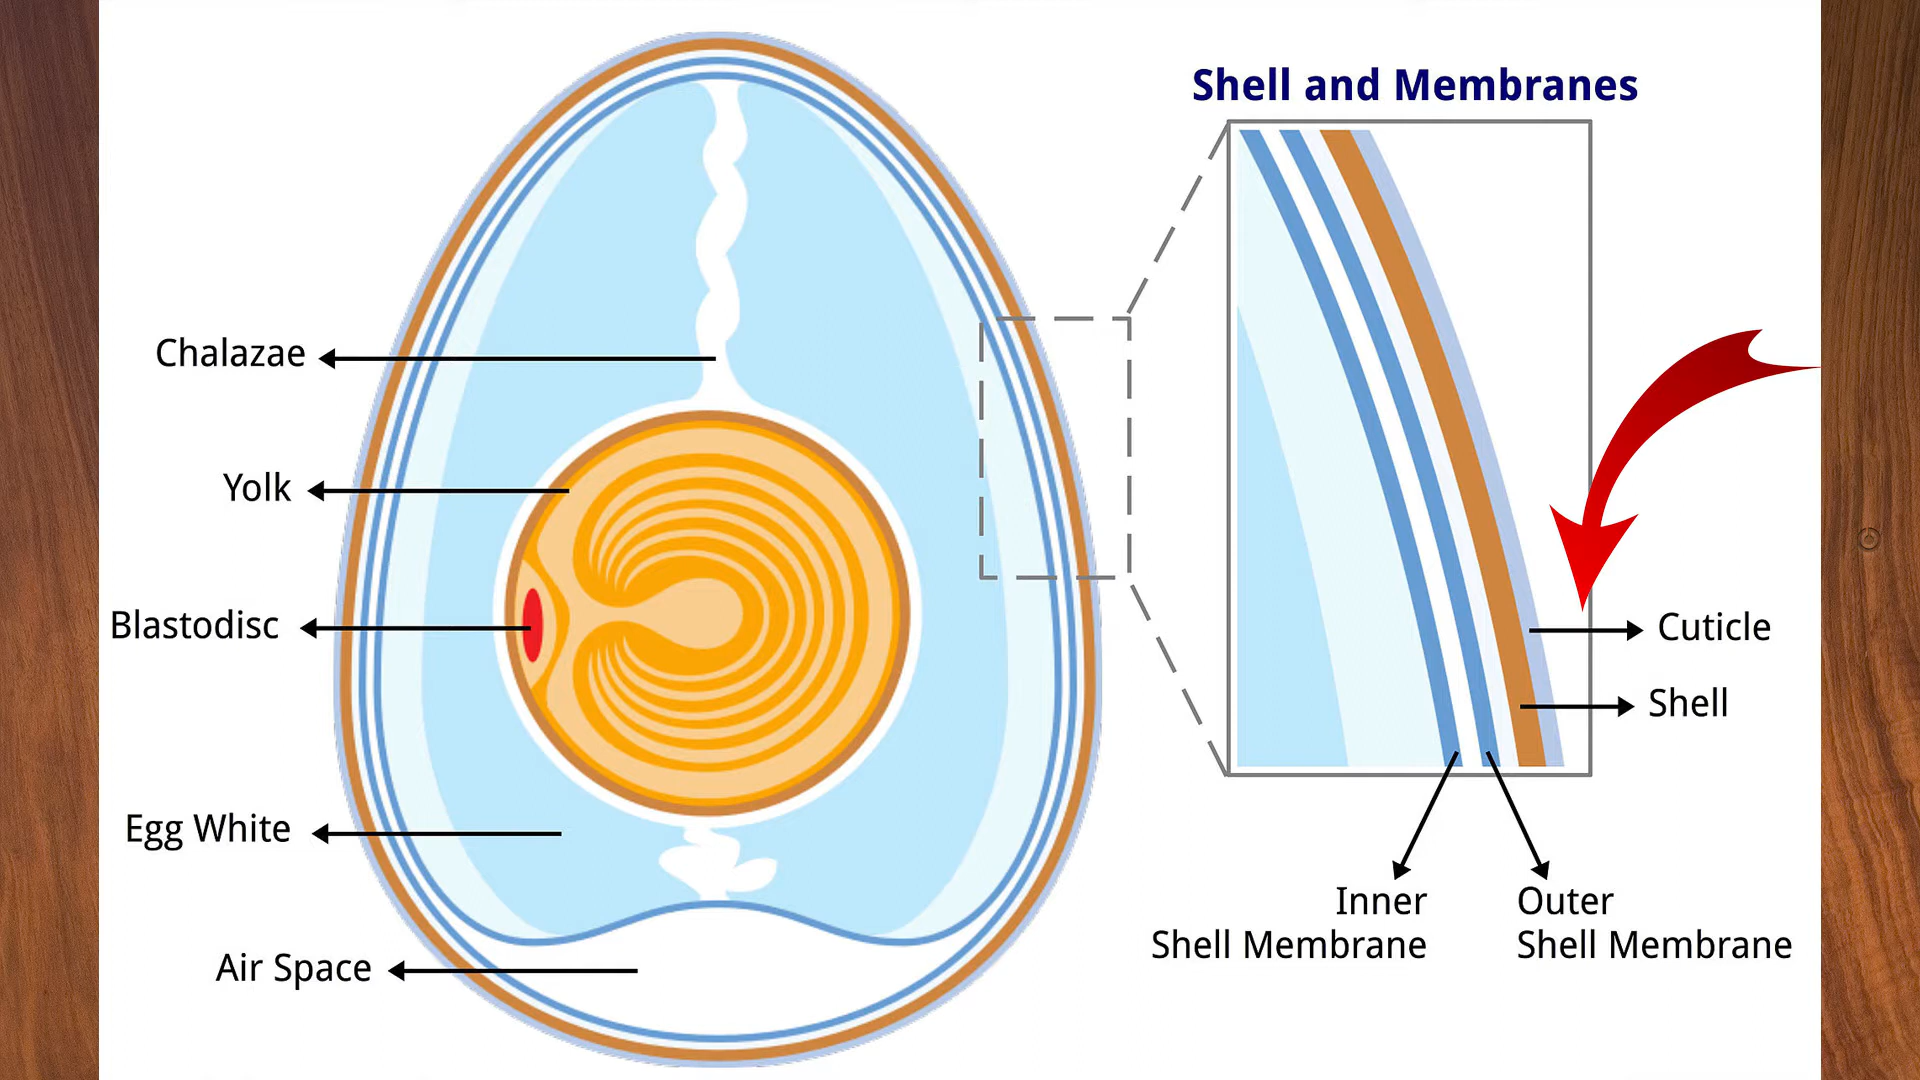 Shell and Membranes
Chalazae
Yolk
Blastodisc
Egg White
Air Space
Cuticle
Shell
Inner
Shell Membrane
Outer
Shell Membrane